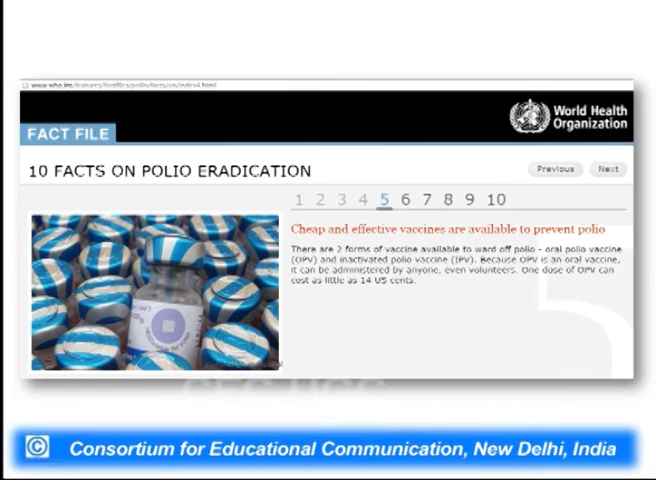 World Health
Organization
FACT FILE
10 FACTS ON POLIO ERADICATION
Previous Next
1 2 3 4 5 6 7 8 9 10
Cheap and effective vaccines are available to prevent polio
There are 2 forms of vaccine available to ward off polio - oral polio vaccine
(OPV) and inactivated polio vaccine (IPV). Because OPV is an oral vaccine,
it can be administered by anyone, even volunteers. One dose of OPV can
cost as little as 14 US cents.
5
CEC UGC
© Consortium for Educational Communication, New Delhi, India